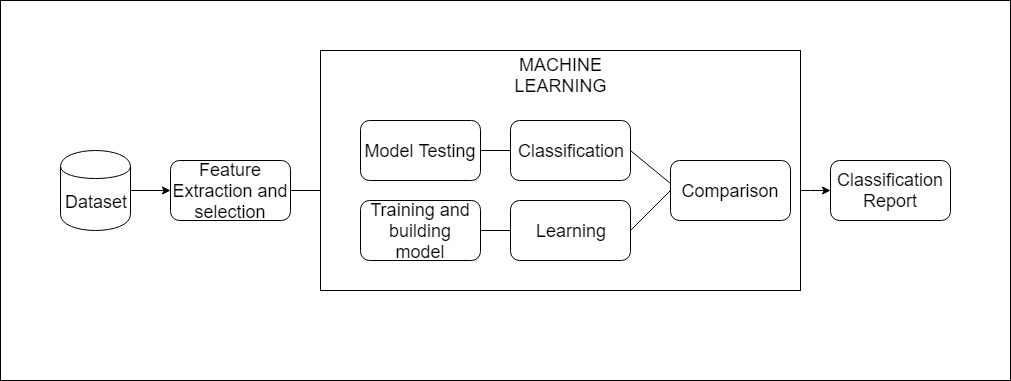 MACHINE
LEARNING
Dataset
Feature
Extraction and
selection
Model Testing
Classification
Training and
building
model
Learning
Comparison
Classification
Report